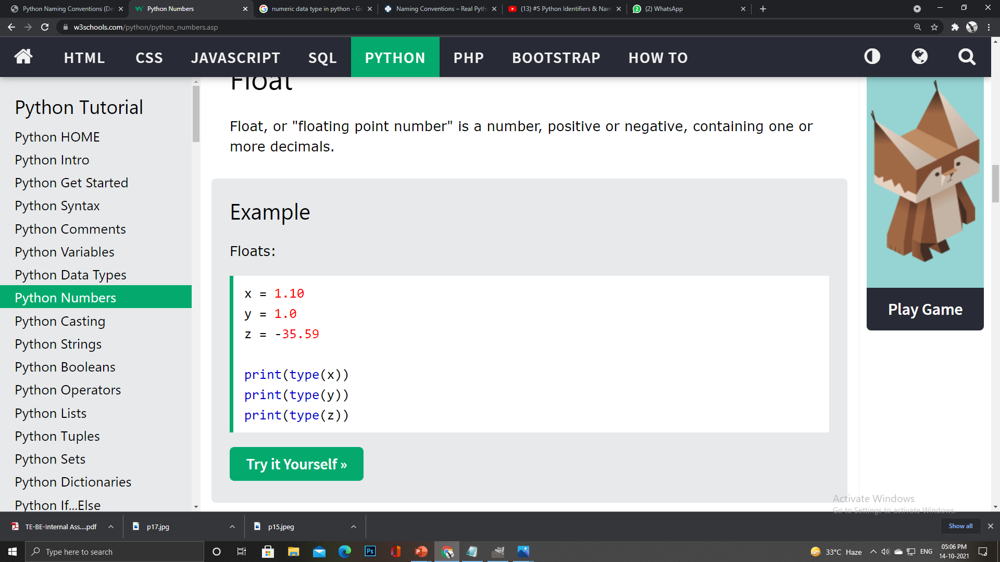 Python Naming Conventions (De
Python Numbers
numeric data type in python - Go
Naming Conventions – Real Pyth
(13) #5 Python Identifiers & Nam
(2) WhatsApp
w3schools.com/python/python_numbers.asp
HTML CSS JAVASCRIPT SQL PYTHON PHP BOOTSTRAP HOW TO
Python Tutorial
Python HOME
Python Intro
Python Get Started
Python Syntax
Python Comments
Python Variables
Python Data Types
Python Numbers
Python Casting
Python Strings
Python Booleans
Python Operators
Python Lists
Python Tuples
Python Sets
Python Dictionaries
Python If...Else
Float
Float, or "floating point number" is a number, positive or negative, containing one or
more decimals.
Example
Floats:
x = 1.10
y = 1.0
z = -35.59
print(type(x))
print(type(y))
print(type(z))
Try it Yourself »
Play Game
Activate Windows
Go to Settings to activate Windows.
TE-BE-Internal Ass....pdf
p17.jpg
p15.jpeg
Show all
Type here to search
Ps
33°C Haze
ENG
05:06 PM
14-10-2021